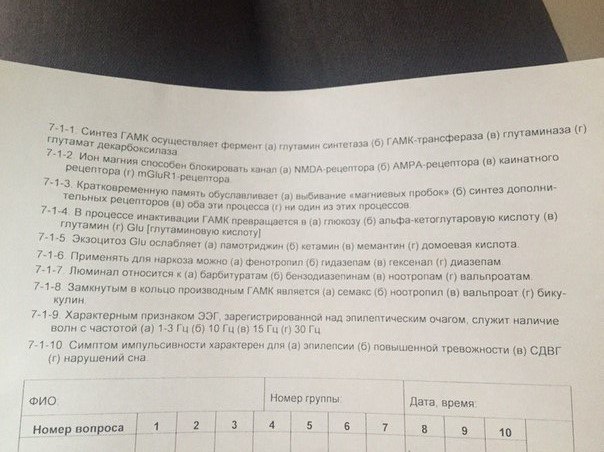 7-1-1. Синтез ГАМК осуществляет фермент (а) глутамин синтетаза (б) ГАМК-трансфераза (в) глутаминаза (г)
глутамат декарбоксилаза
7-1-2. Ион магния способен блокировать канал (а) NMDA-рецептора (б) AMPA-рецептора (в) каинатного
рецептора (г) mGluR1-рецептора
7-1-3. Кратковременную память обуславливает (а) выбивание «магниевых пробок» (б) синтез дополни-
тельных рецепторов (в) оба эти процесса (г) ни один из этих процессов
7-1-4. В процессе инактивации ГАМК превращается в (а) глюкозу (б) альфа-кетоглутаровую кислоту (в)
глутамин (г) Glu [глутаминовую кислоту]
7-1-5. Экзоцитоз Glu ослабляет (а) ламотриджин (б) кетамин (в) мемантин (г) домоевая кислота.
7-1-6. Применять для наркоза можно (а) фенотропил (б) гидазепам (в) гексенал (г) диазепам
7-1-7. Люминал относится к (а) барбитуратам (б) бензодиазепинам (в) ноотропам (г) вальпроатам.
7-1-8. Замкнутым в кольцо производным ГАМК является (а) семакс (б) ноотропил (в) вальпроат (г) бику-
кулин.
7-1-9. Характерным признаком ЭЭГ, зарегистрированной над эпилептическим очагом, служит наличие
волн с частотой (а) 1-3 Гц (б) 10 Гц (в) 15 Гц (г) 30 Гц
7-1-10. Симптом импульсивности характерен для (а) эпилепсии (б) повышенной тревожности (в) СДВГ
(г) нарушений сна.
ФИО: Номер группы: Дата, время:
Номер вопроса 1 2 3 4 5 6 7 8 9 10